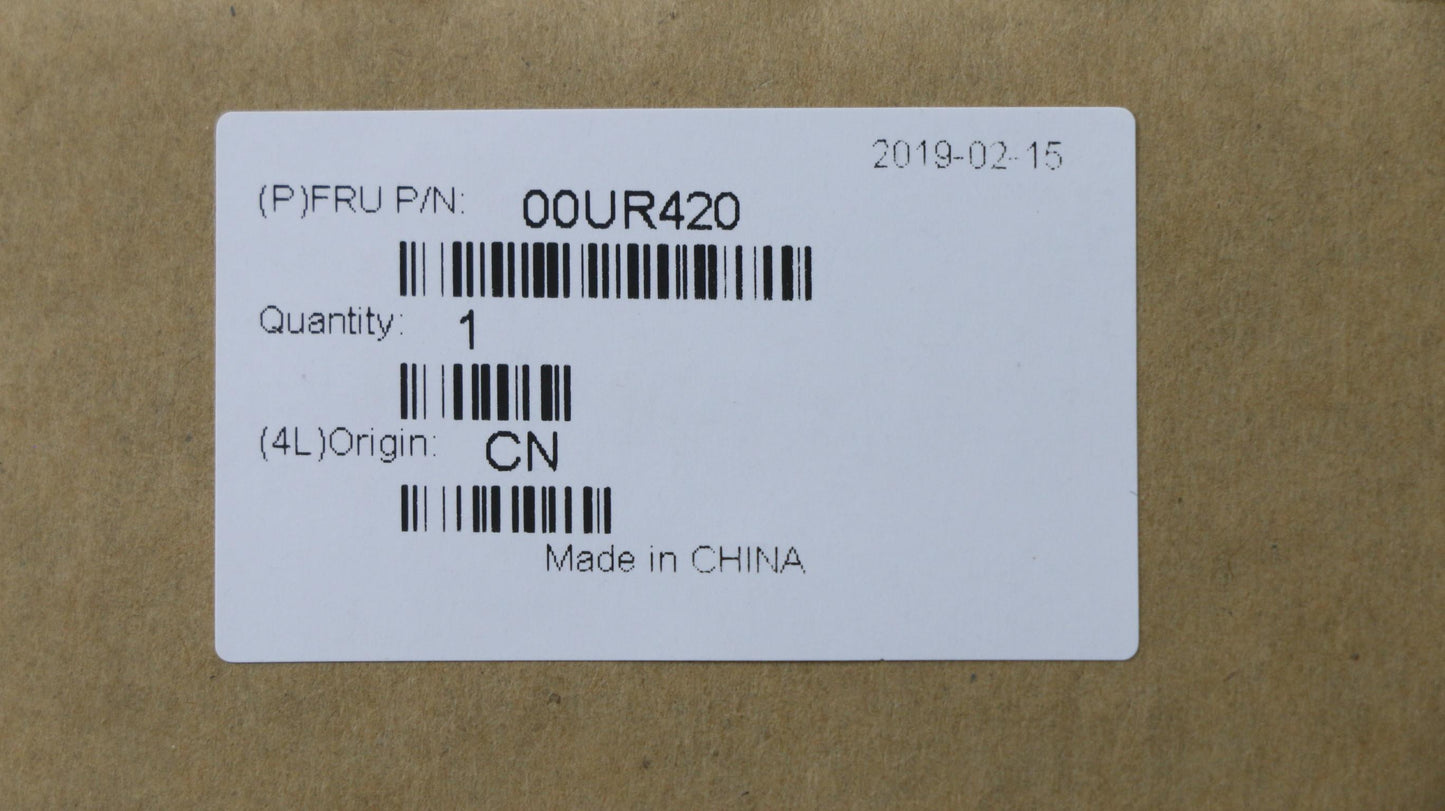 2019-02-15
(P)FRU P/N: 00UR420
Quantity: 1
(4L)Origin: CN
Made in CHINA